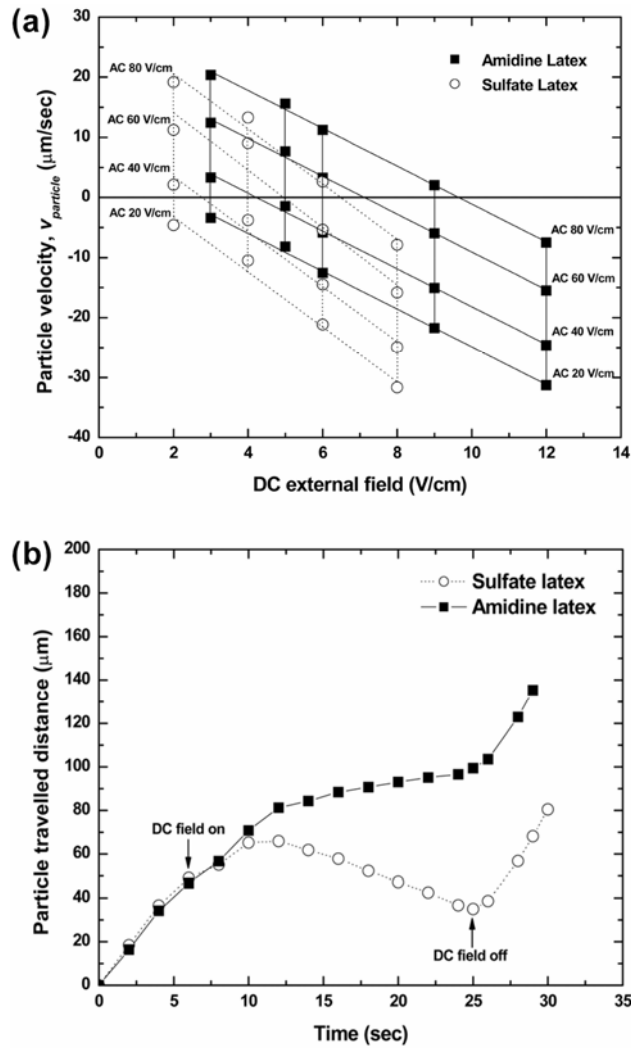 (a)
Particle velocity, v_particle (μm/sec)
30
20
10
0
-10
-20
-30
-40
AC 80 V/cm
AC 60 V/cm
AC 40 V/cm
AC 20 V/cm
Amidine Latex
Sulfate Latex
AC 80 V/cm
AC 60 V/cm
AC 40 V/cm
AC 20 V/cm
0 2 4 6 8 10 12 14
DC external field (V/cm)
(b)
Particle travelled distance (μm)
200
180
160
140
120
100
80
60
40
20
0
Sulfate latex
Amidine latex
DC field on
DC field off
0 5 10 15 20 25 30 35
Time (sec)